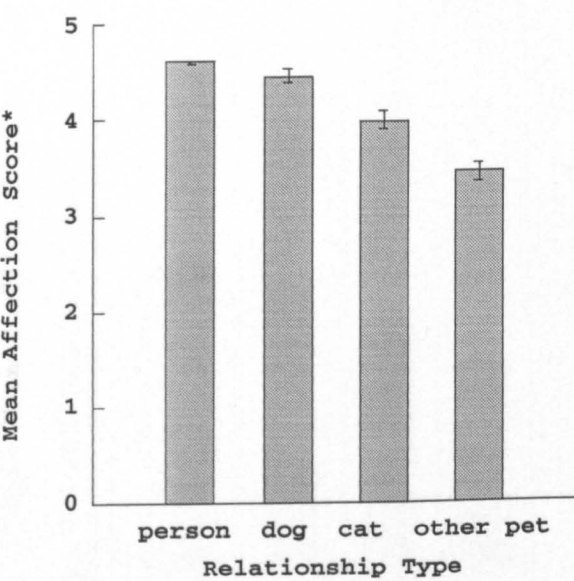 Mean Affection Score*
5
4
3
2
1
0
person dog cat other pet
Relationship Type